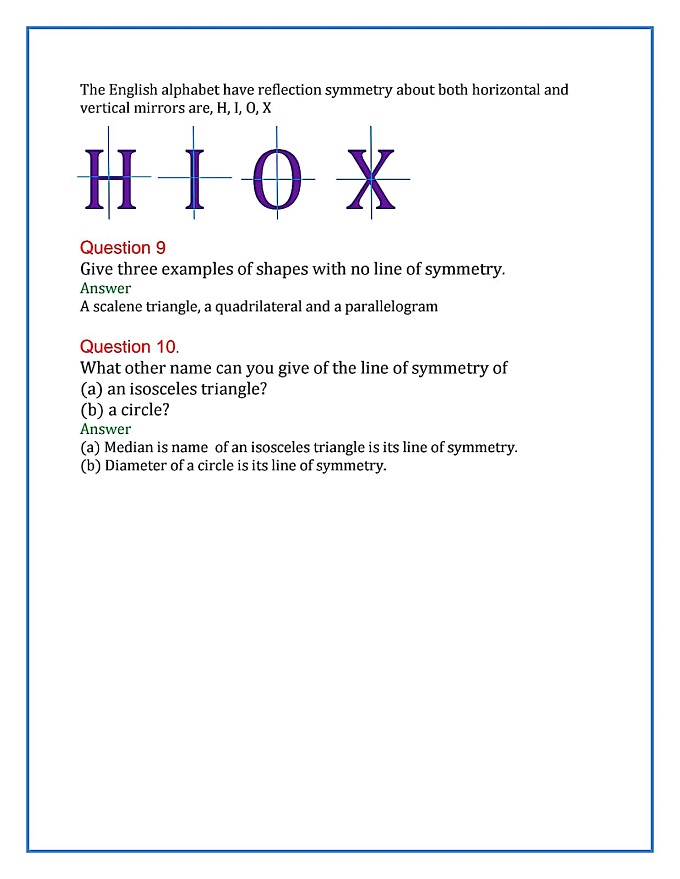 The English alphabet have reflection symmetry about both horizontal and
vertical mirrors are, H, I, O, X
H I O X
Question 9
Give three examples of shapes with no line of symmetry.
Answer
A scalene triangle, a quadrilateral and a parallelogram
Question 10.
What other name can you give of the line of symmetry of
(a) an isosceles triangle?
(b) a circle?
Answer
(a) Median is name  of an isosceles triangle is its line of symmetry.
(b) Diameter of a circle is its line of symmetry.